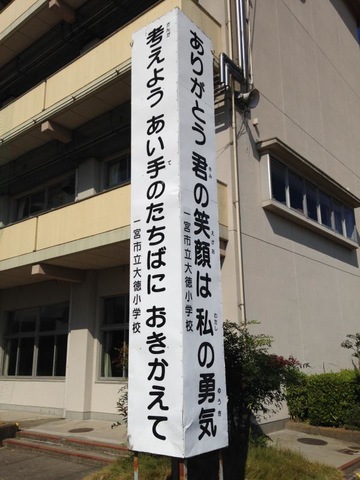 ありがとう 君の笑顔は 私の勇気
一宮市立大徳小学校
考えよう あい手のたちばに おきかえて
一宮市立大徳小学校